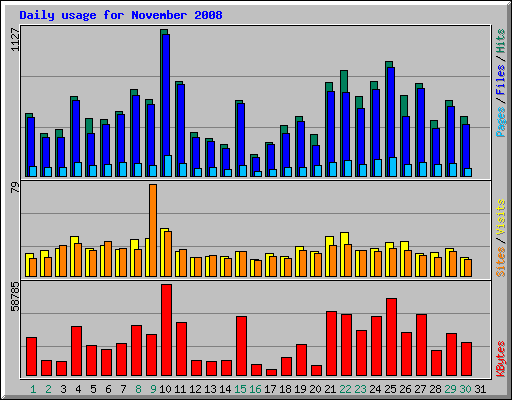 Daily usage for November 2008
1127
Pages / Files / Hits
79
Sites / Visits
58785
KBytes
1 2 3 4 5 6 7 8 9 10 11 12 13 14 15 16 17 18 19 20 21 22 23 24 25 26 27 28 29 30 31